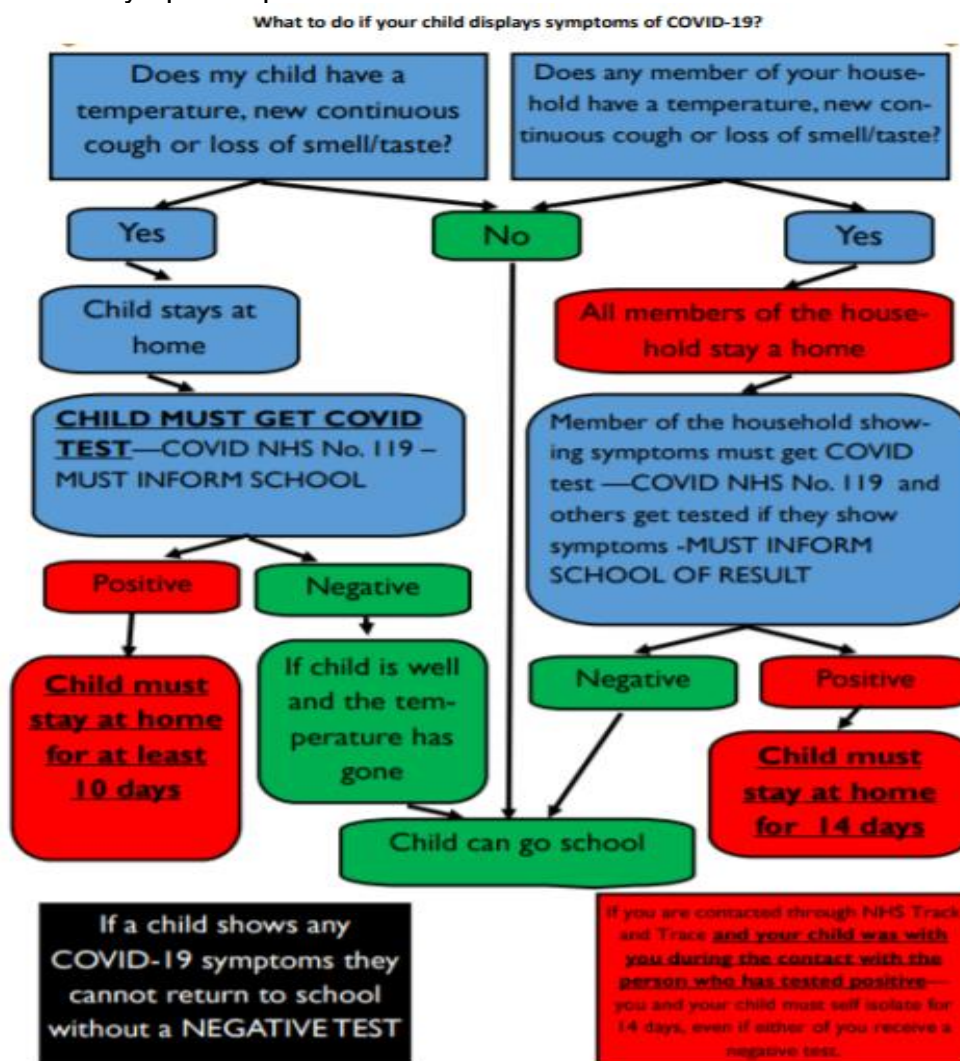 What to do if your child displays symptoms of COVID-19?
Does my child have a
temperature, new continuous
cough or loss of smell/taste?
Does any member of your house-
hold have a temperature, new con-
tinuous cough or loss of smell/taste?
Yes
No
Yes
Child stays at
home
All members of the house-
hold stay a home
CHILD MUST GET COVID
TEST—COVID NHS No. 119 –
MUST INFORM SCHOOL
Member of the household show-
ing symptoms must get COVID
test —COVID NHS No. 119 and
others get tested if they show
symptoms -MUST INFORM
SCHOOL OF RESULT
Positive
Negative
Negative
Positive
Child must
stay at home
for at least
10 days
If child is well
and the tem-
perature has
gone
Child must
stay at home
for 14 days
Child can go school
If a child shows any
COVID-19 symptoms they
cannot return to school
without a NEGATIVE TEST
If you are contacted through NHS Track
and Trace and your child was with
you during the contact with the
person who has tested positive—
you and your child must self isolate for
14 days, even if either of you receive a
negative test.